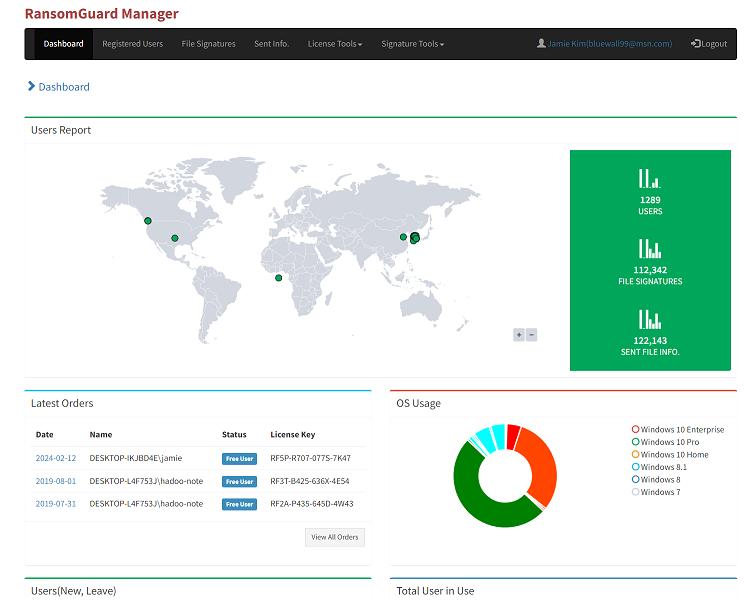 RansomGuard Manager
Dashboard Registered Users File Signatures Sent Info. License Tools Signature Tools Jamie Kim(bluewall99@msn.com) Logout
Dashboard
Users Report
1289
USERS
112,342
FILE SIGNATURES
122,143
SENT FILE INFO.
+ −
Latest Orders
Date Name Status License Key
2024-02-12 DESKTOP-IKJBD4E\jamie Free User RF5P-R707-077S-7K47
2019-08-01 DESKTOP-L4F753J\hadoo-note Free User RF3T-B425-636X-4E54
2019-07-31 DESKTOP-L4F753J\hadoo-note Free User RF2A-P435-645D-4W43
View All Orders
OS Usage
Windows 10 Enterprise
Windows 10 Pro
Windows 10 Home
Windows 8.1
Windows 8
Windows 7
Users(New, Leave)
Total User in Use